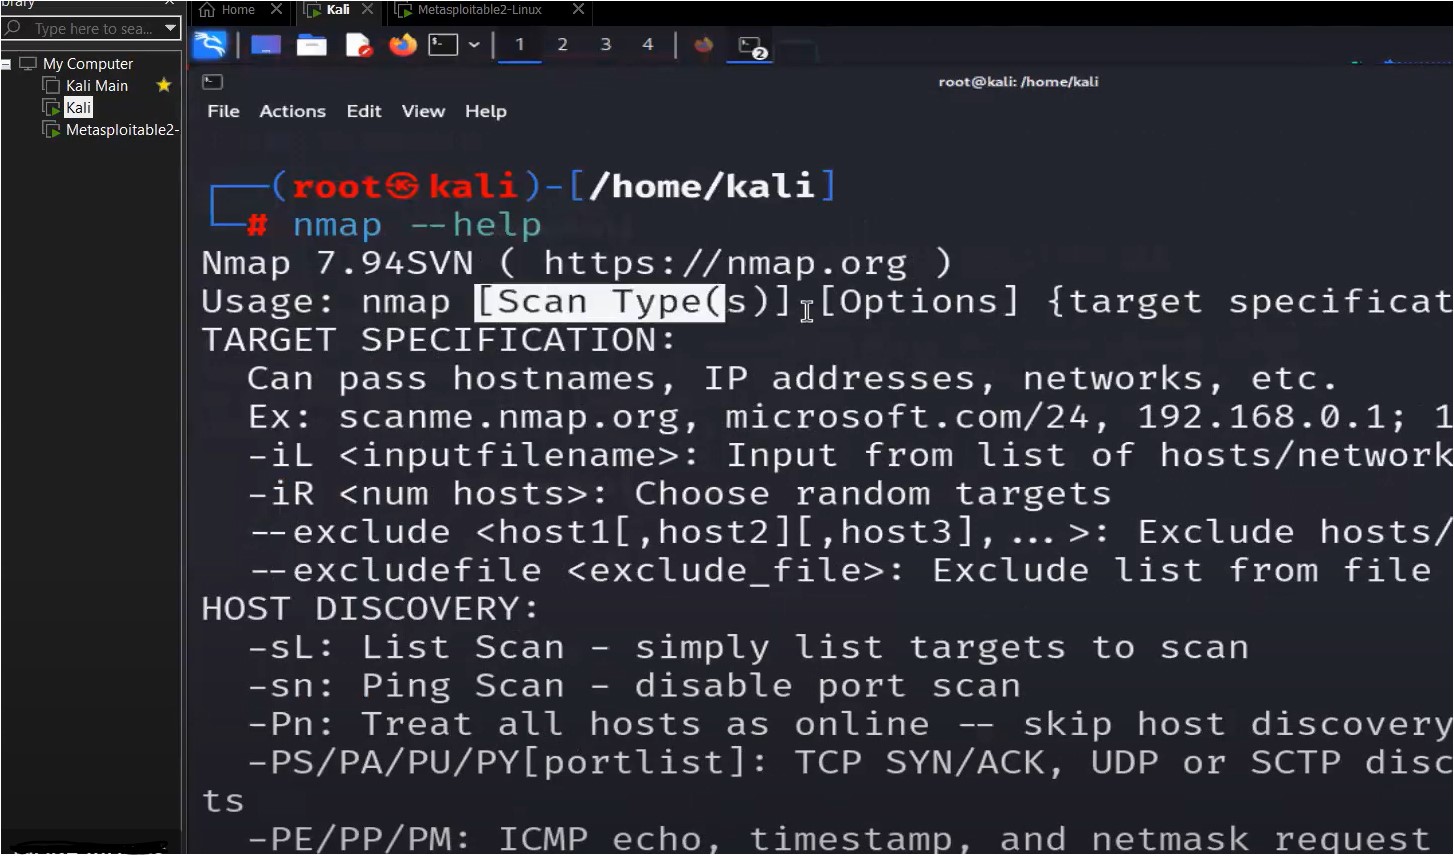 Home
Kali
Metasploitable2-Linux
Type here to sea...
My Computer
Kali Main
Kali
Metasploitable2-
1 2 3 4
2
root@kali: /home/kali
File Actions Edit View Help
(root㉿kali)-[/home/kali]
# nmap --help
Nmap 7.94SVN ( https://nmap.org )
Usage: nmap [Scan Type(s)] [Options] {target specificat
TARGET SPECIFICATION:
Can pass hostnames, IP addresses, networks, etc.
Ex: scanme.nmap.org, microsoft.com/24, 192.168.0.1; 1
-iL <inputfilename>: Input from list of hosts/network
-iR <num hosts>: Choose random targets
--exclude <host1[,host2][,host3],...>: Exclude hosts/
--excludefile <exclude_file>: Exclude list from file
HOST DISCOVERY:
-sL: List Scan - simply list targets to scan
-sn: Ping Scan - disable port scan
-Pn: Treat all hosts as online -- skip host discovery
-PS/PA/PU/PY[portlist]: TCP SYN/ACK, UDP or SCTP disc
ts
-PE/PP/PM: ICMP echo, timestamp, and netmask request